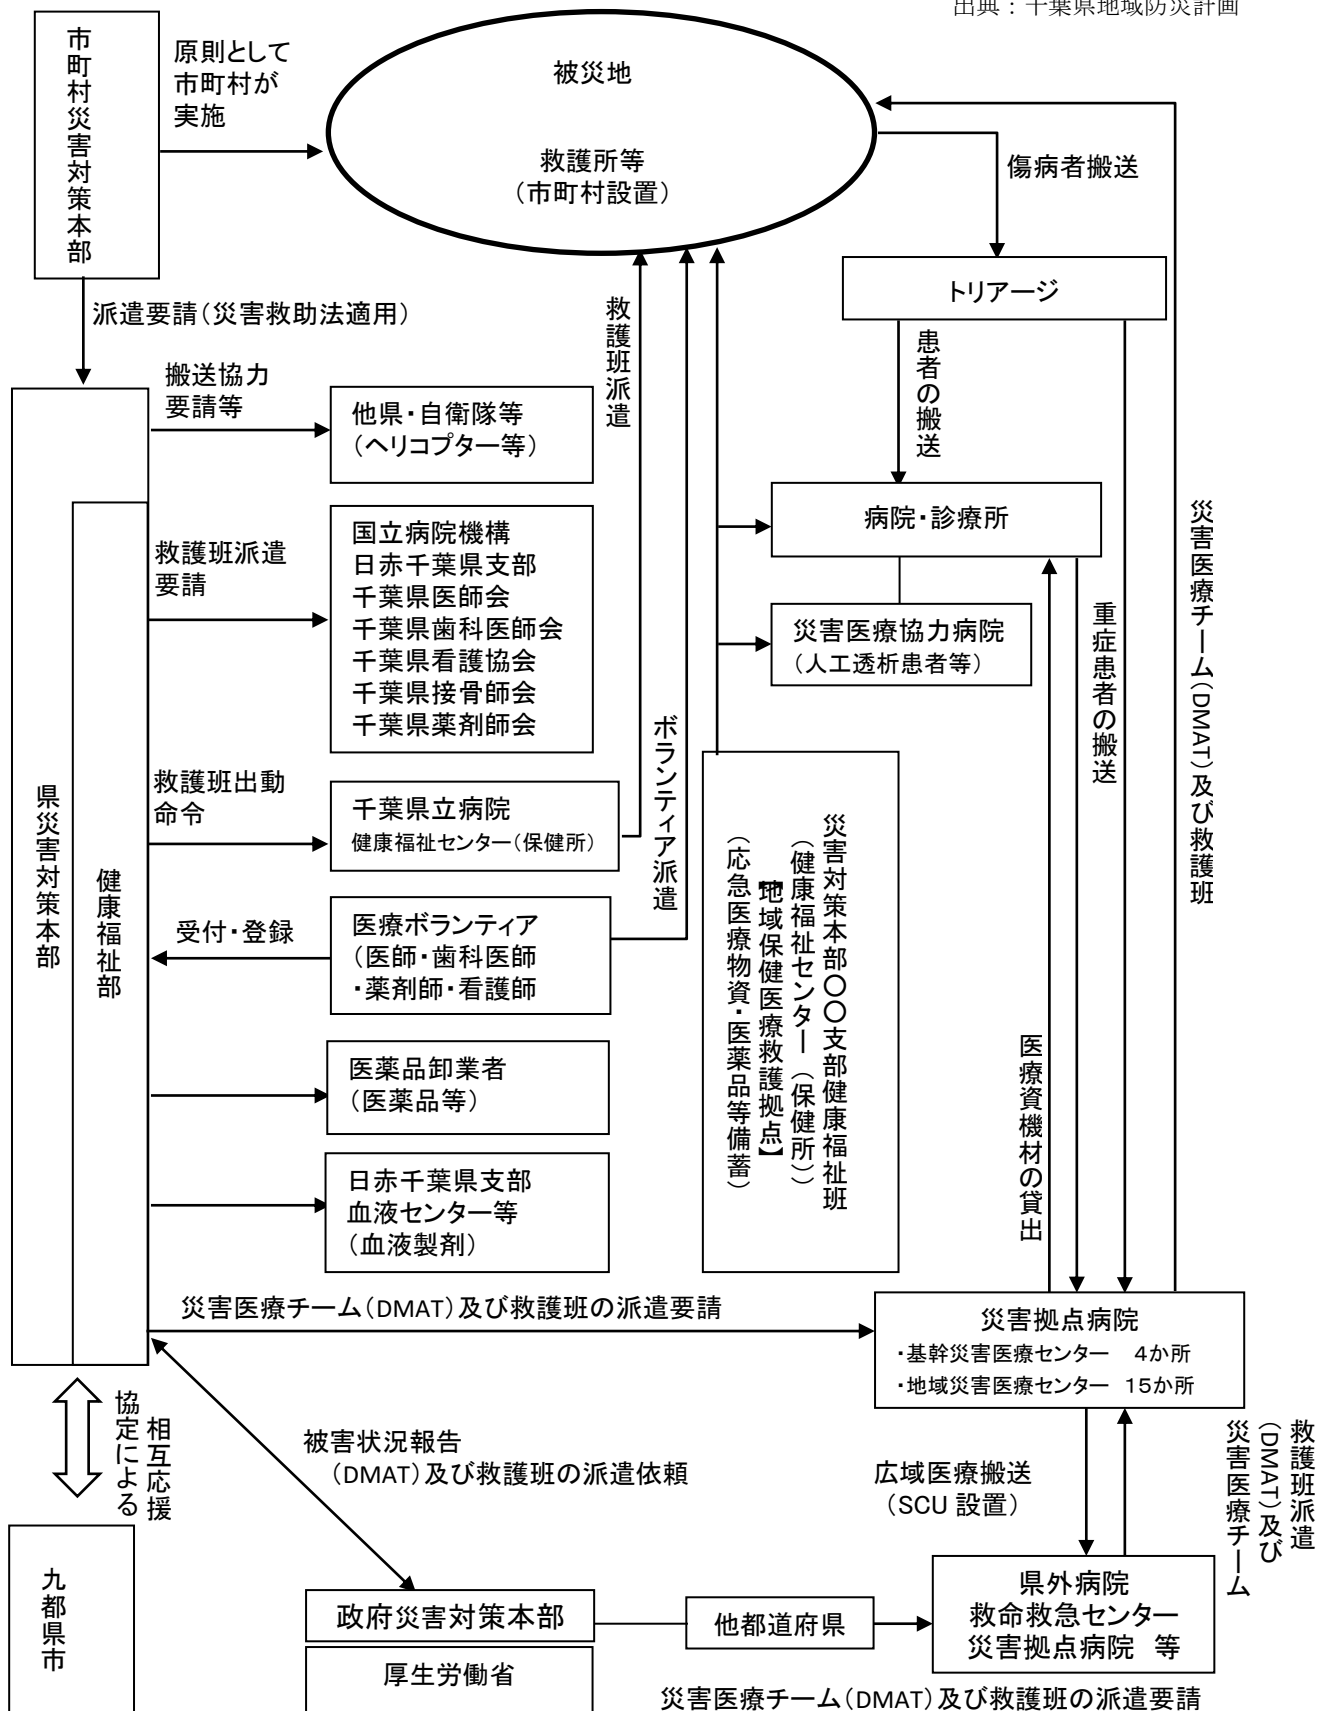 出典：千葉県地域防災計画
市町村災害対策本部
原則として
市町村が
実施
被災地
救護所等
（市町村設置）
傷病者搬送
トリアージ
派遣要請（災害救助法適用）
救護班派遣
患者の搬送
搬送協力
要請等
他県・自衛隊等
（ヘリコプター等）
病院・診療所
災害医療チーム（DMAT）及び救護班
救護班派遣
要請
国立病院機構
日赤千葉県支部
千葉県医師会
千葉県歯科医師会
千葉県看護協会
千葉県接骨師会
千葉県薬剤師会
災害医療協力病院
（人工透析患者等）
重症患者の搬送
ボランティア派遣
県災害対策本部
健康福祉部
救護班出動
命令
千葉県立病院
健康福祉センター（保健所）
災害対策本部〇〇支部健康福祉班
（健康福祉センター（保健所））
【地域保健医療救護拠点】
（応急医療物資・医薬品等備蓄）
受付・登録
医療ボランティア
（医師・歯科医師
・薬剤師・看護師
医療資機材の貸出
医薬品卸業者
（医薬品等）
日赤千葉県支部
血液センター等
（血液製剤）
災害医療チーム（DMAT）及び救護班の派遣要請
災害拠点病院
・基幹災害医療センター　4か所
・地域災害医療センター　15か所
相互応援
協定による
被害状況報告
（DMAT）及び救護班の派遣依頼
広域医療搬送
（SCU 設置）
救護班派遣
（DMAT）及び
災害医療チーム
九都県市
政府災害対策本部
厚生労働省
他都道府県
県外病院
救命救急センター
災害拠点病院　等
災害医療チーム（DMAT）及び救護班の派遣要請